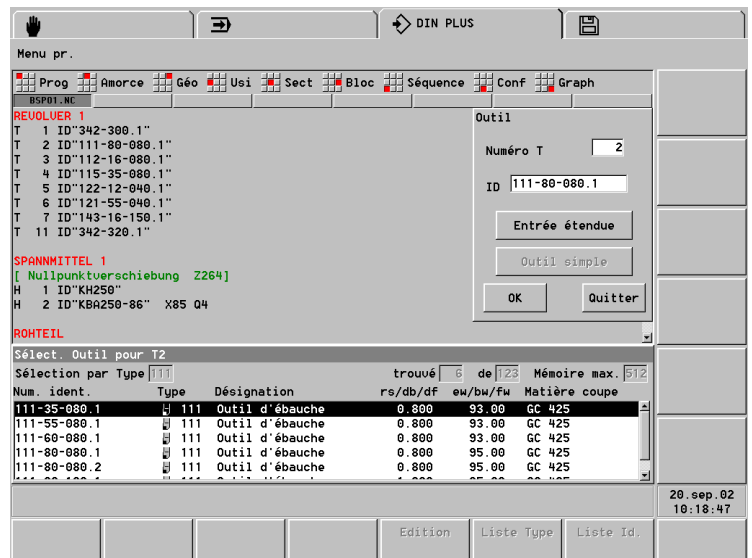 DIN PLUS
Menu pr.
Prog Amorce Géo Usi Sect Bloc Séquence Conf Graph
BSP01.NC
REVOLVER 1
T 1 ID"342-300.1"
T 2 ID"111-80-080.1"
T 3 ID"112-16-080.1"
T 4 ID"115-35-080.1"
T 5 ID"122-12-040.1"
T 6 ID"121-55-040.1"
T 7 ID"143-16-150.1"
T 11 ID"342-320.1"
SPANNMITTEL 1
[ Nullpunktverschiebung Z264]
H 1 ID"KH250"
H 2 ID"KBA250-86" X85 Q4
ROHTEIL
Outil
Numéro T 2
ID 111-80-080.1
Entrée étendue
Outil simple
OK Quitter
Sélect. Outil pour T2
Sélection par Type 111 trouvé 6 de 123 Mémoire max. 512
Num. ident. Type Désignation rs/db/df ew/bw/fw Matière coupe
111-35-080.1 111 Outil d'ébauche 0.800 93.00 GC 425
111-55-080.1 111 Outil d'ébauche 0.800 93.00 GC 425
111-60-080.1 111 Outil d'ébauche 0.800 93.00 GC 425
111-80-080.1 111 Outil d'ébauche 0.800 95.00 GC 425
111-80-080.2 111 Outil d'ébauche 0.800 95.00 GC 425
20.sep.02
10:18:47
Edition Liste Type Liste Id.